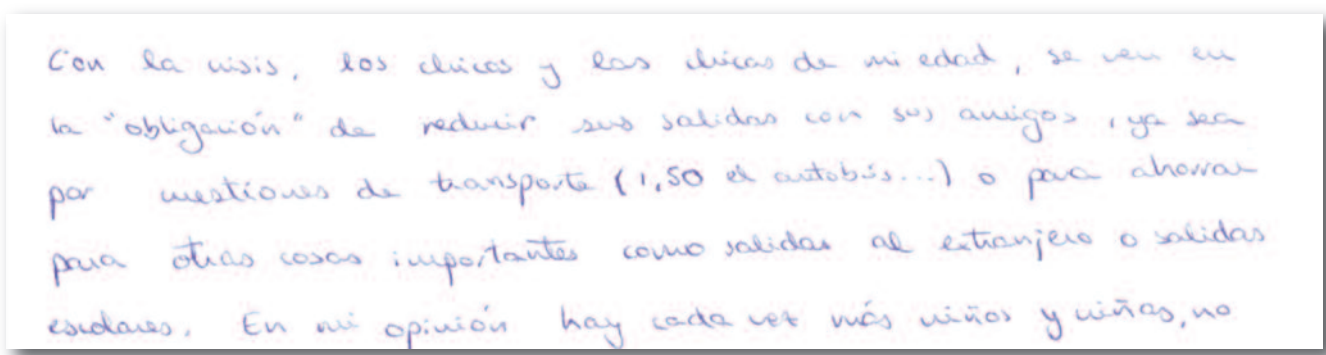 Con la crisis, los chicos y las chicas de mi edad, se ven en
la "obligación" de reducir sus salidas con sus amigos, ya sea
por cuestiones de transporte (1,50 el autobús...) o para ahorrar
para otras cosas importantes como salidas al extranjero o salidas
escolares. En mi opinión hay cada vez más niños y niñas, no